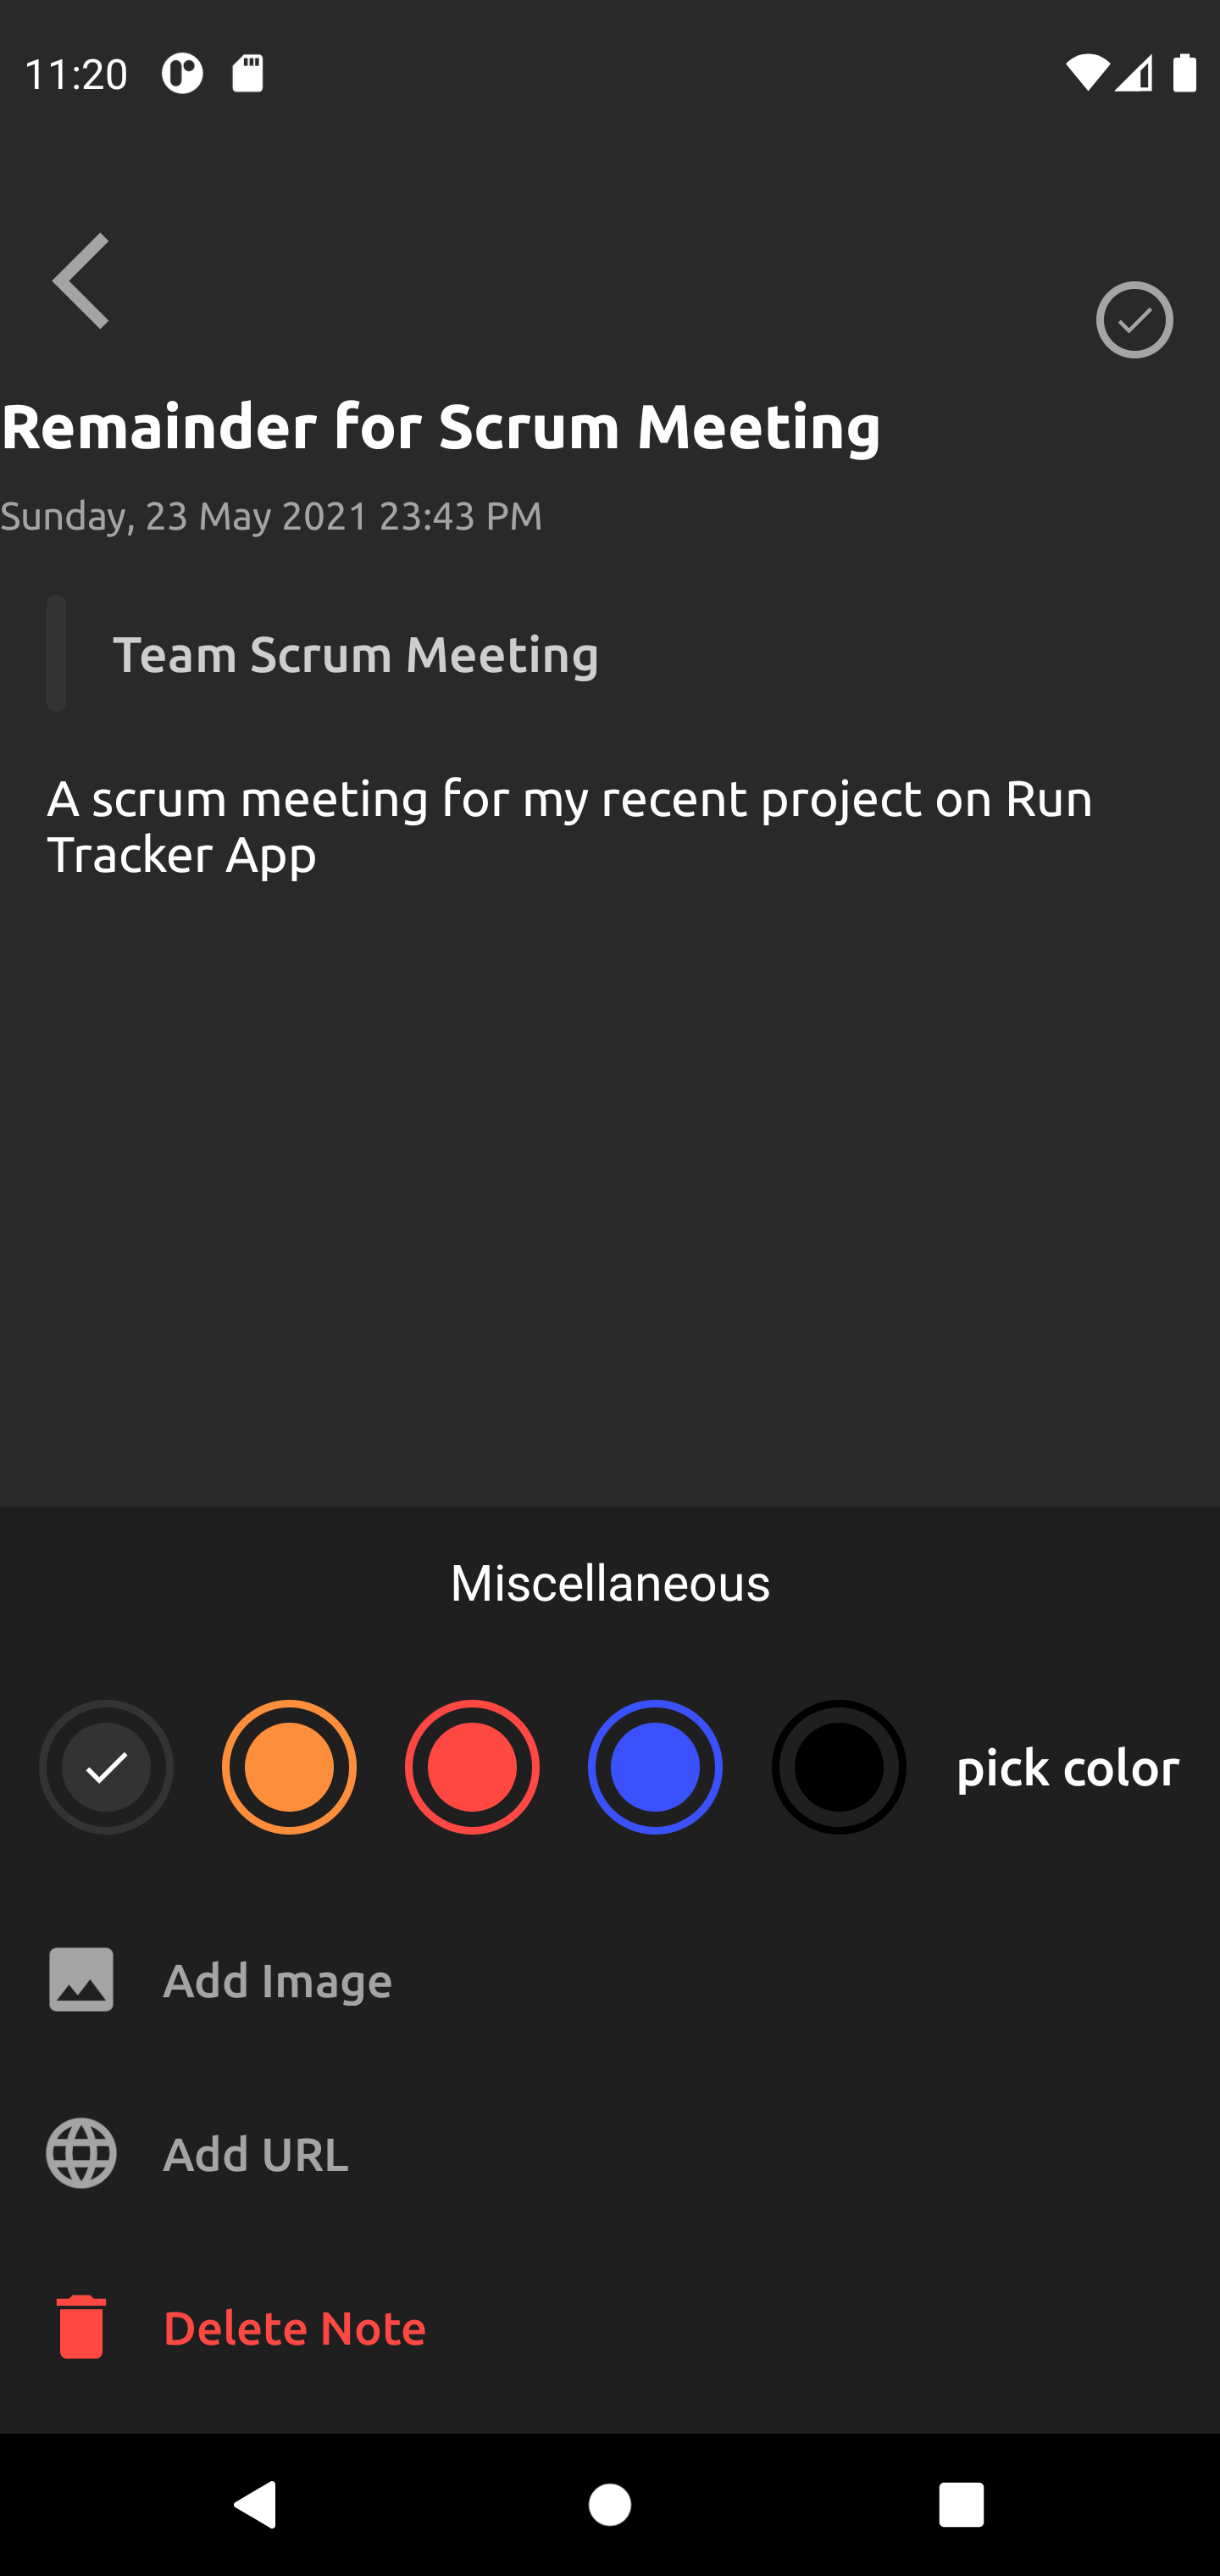 11:20
Remainder for Scrum Meeting
Sunday, 23 May 2021 23:43 PM
Team Scrum Meeting
A scrum meeting for my recent project on Run
Tracker App
Miscellaneous
pick color
Add Image
Add URL
Delete Note